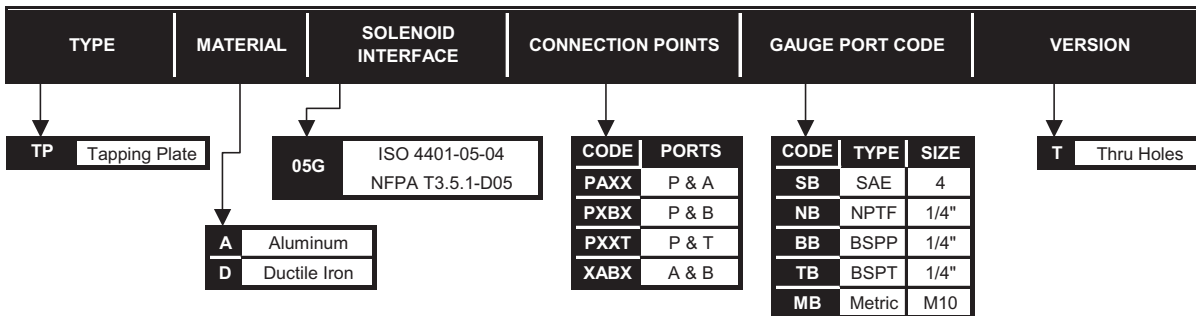 TYPE
MATERIAL
SOLENOID
INTERFACE
CONNECTION POINTS
GAUGE PORT CODE
VERSION
TP Tapping Plate
A Aluminum
D Ductile Iron
05G
ISO 4401-05-04
NFPA T3.5.1-D05
CODE PORTS
PAXX P & A
PXBX P & B
PXXT P & T
XABX A & B
CODE TYPE SIZE
SB SAE 4
NB NPTF 1/4"
BB BSPP 1/4"
TB BSPT 1/4"
MB Metric M10
T Thru Holes